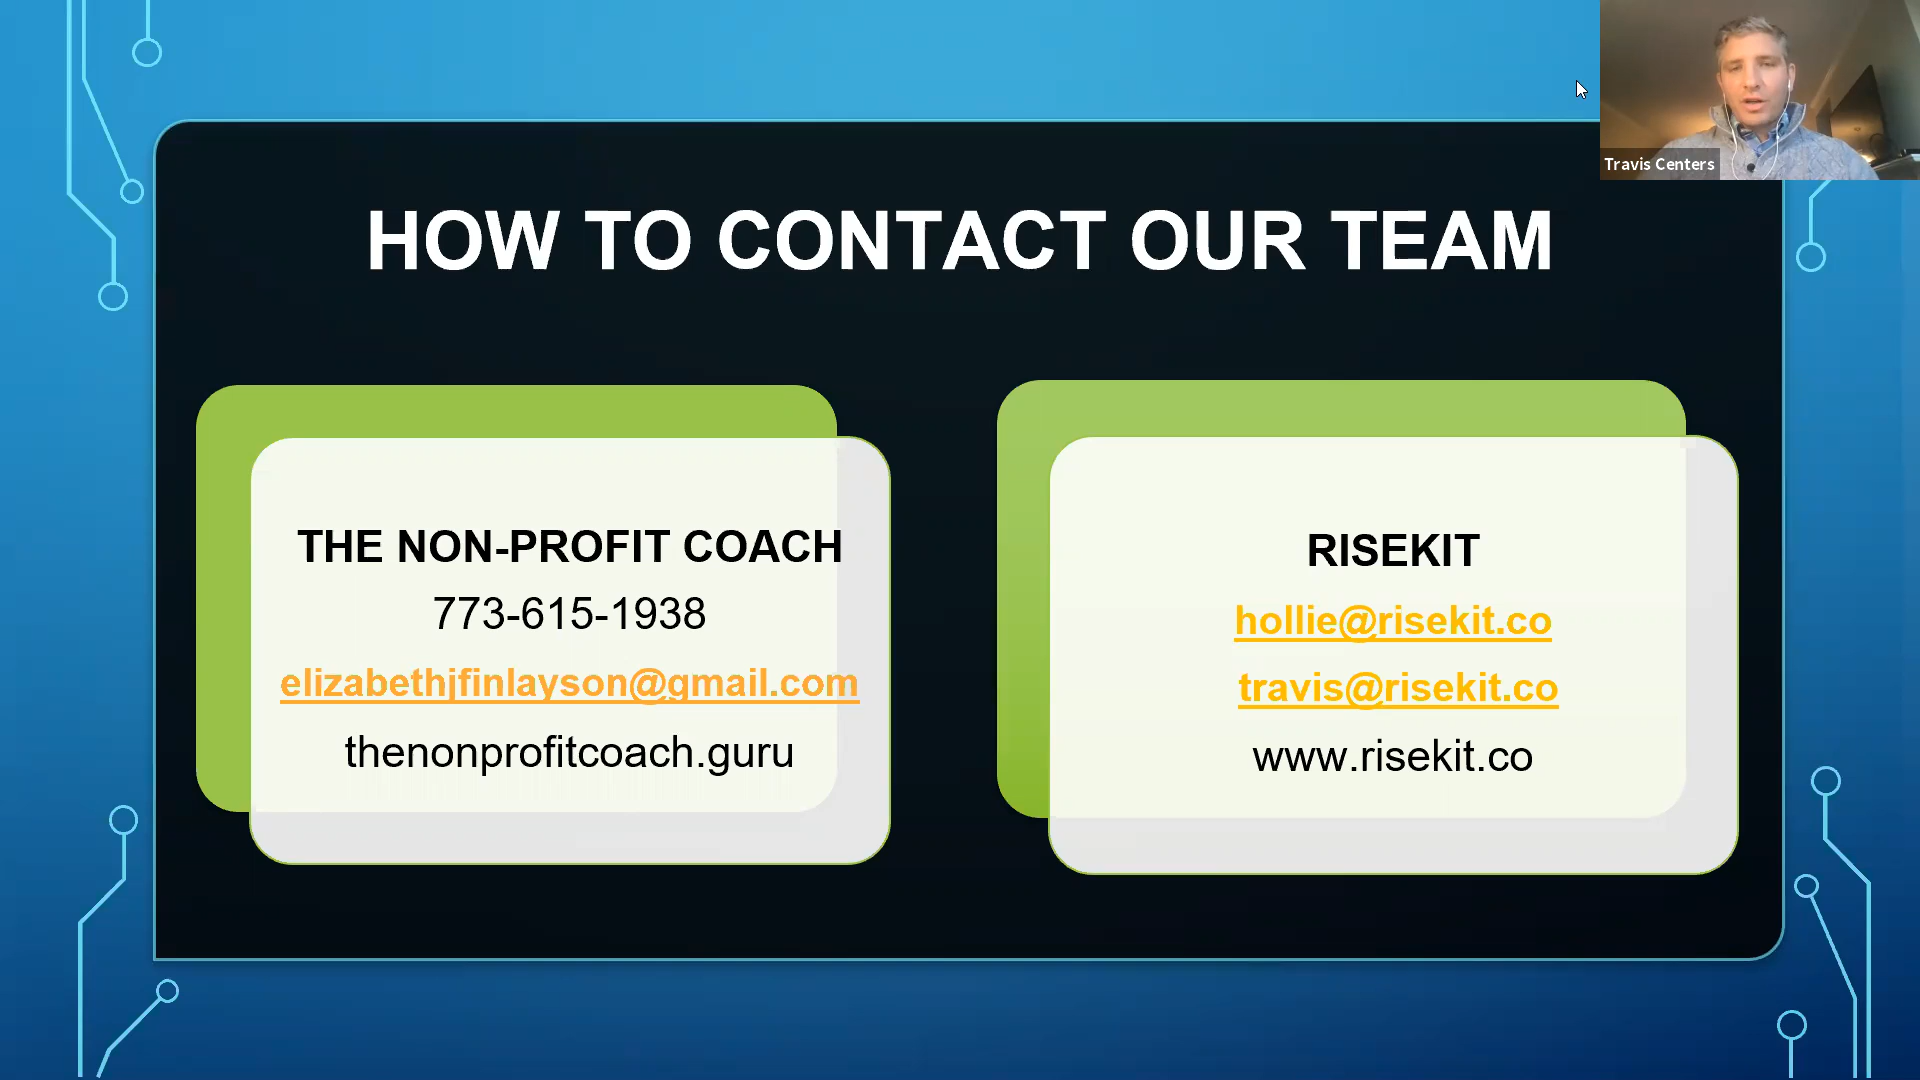 Travis Centers
HOW TO CONTACT OUR TEAM
THE NON-PROFIT COACH
773-615-1938
elizabethjfinlayson@gmail.com
thenonprofitcoach.guru
RISEKIT
hollie@risekit.co
travis@risekit.co
www.risekit.co